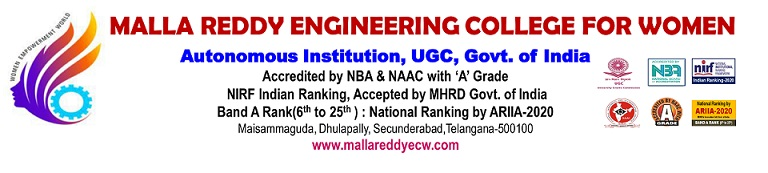 MALLA REDDY ENGINEERING COLLEGE FOR WOMEN
Autonomous Institution, UGC, Govt. of India
Accredited by NBA & NAAC with ‘A’ Grade
NIRF Indian Ranking, Accepted by MHRD Govt. of India
Band A Rank(6th to 25th ) : National Ranking by ARIIA-2020
Maisammaguda, Dhulapally, Secunderabad,Telangana-500100
www.mallareddyecw.com
WOMEN EMPOWERMENT WORLD
UGC
NBA
nirf
Indian Ranking-2020
A
GRADE
National Ranking by
ARIIA-2020